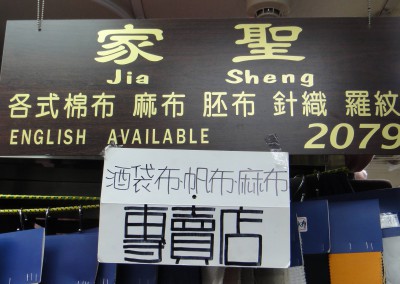 家聖
Jia Sheng
各式棉布 麻布 胚布 針織 羅紋
ENGLISH AVAILABLE 2079
酒袋布·帆布·麻布
專賣店